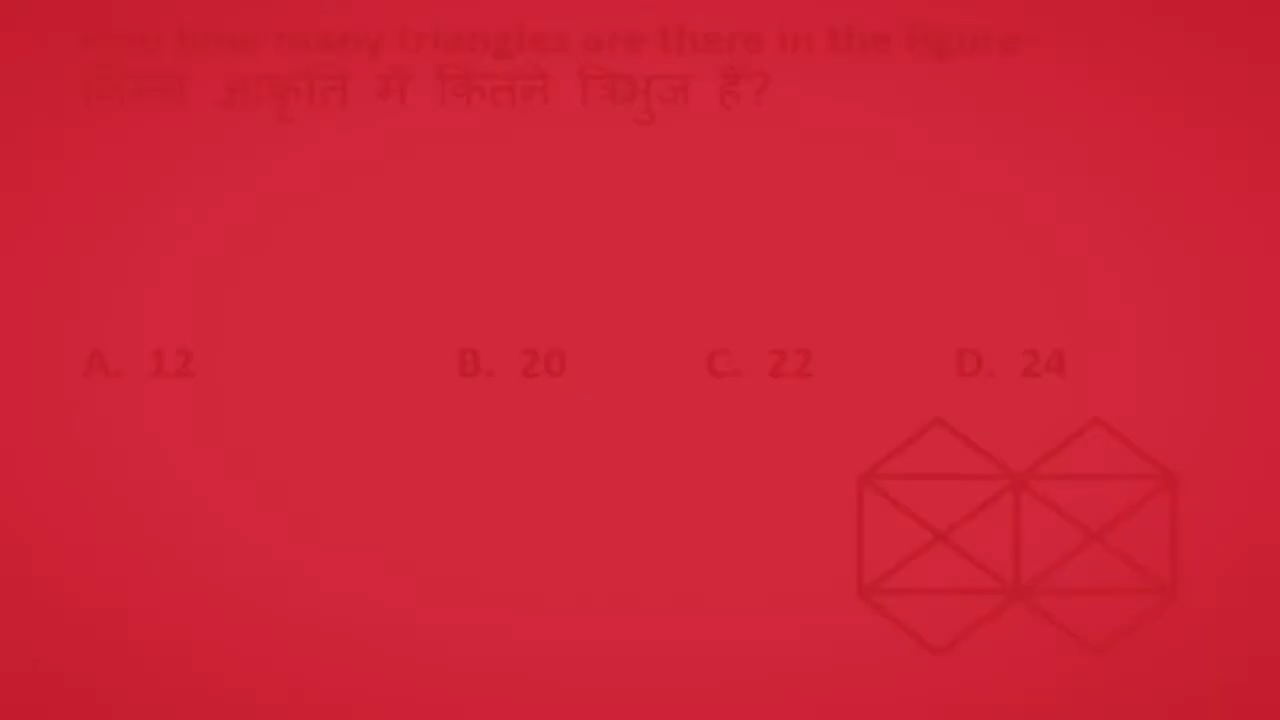 how many triangles are there in the figure-
निम्न आकृति में कितने त्रिभुज हैं?
A. 12 B. 20 C. 22 D. 24